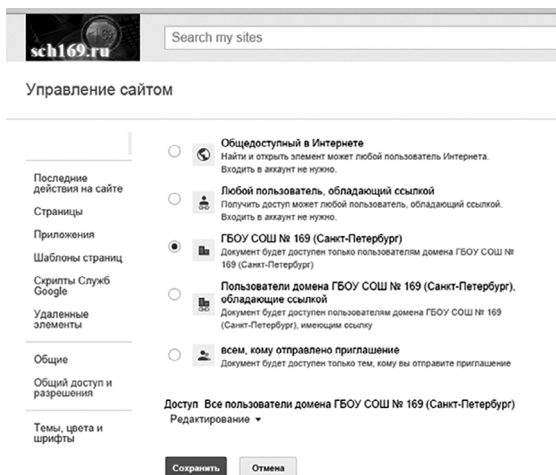 sch169.ru
Search my sites
Управление сайтом
Последние
действия на сайте
Страницы
Приложения
Шаблоны страниц
Скрипты Служб
Google
Удаленные
элементы
Общие
Общий доступ и
разрешения
Темы, цвета и
шрифты
Общедоступный в Интернете
Найти и открыть элемент может любой пользователь Интернета.
Входить в аккаунт не нужно.
Любой пользователь, обладающий ссылкой
Получить доступ может любой пользователь, обладающий ссылкой.
Входить в аккаунт не нужно.
ГБОУ СОШ № 169 (Санкт-Петербург)
Документ будет доступен только пользователям домена ГБОУ СОШ №
169 (Санкт-Петербург)
Пользователи домена ГБОУ СОШ № 169 (Санкт-Петербург),
обладающие ссылкой
Документ будет доступен пользователям домена ГБОУ СОШ № 169
(Санкт-Петербург), имеющим ссылку
всем, кому отправлено приглашение
Документ будет доступен только тем, кому вы отправите приглашение
Доступ Все пользователи домена ГБОУ СОШ № 169 (Санкт-Петербург)
Редактирование
Сохранить Отмена